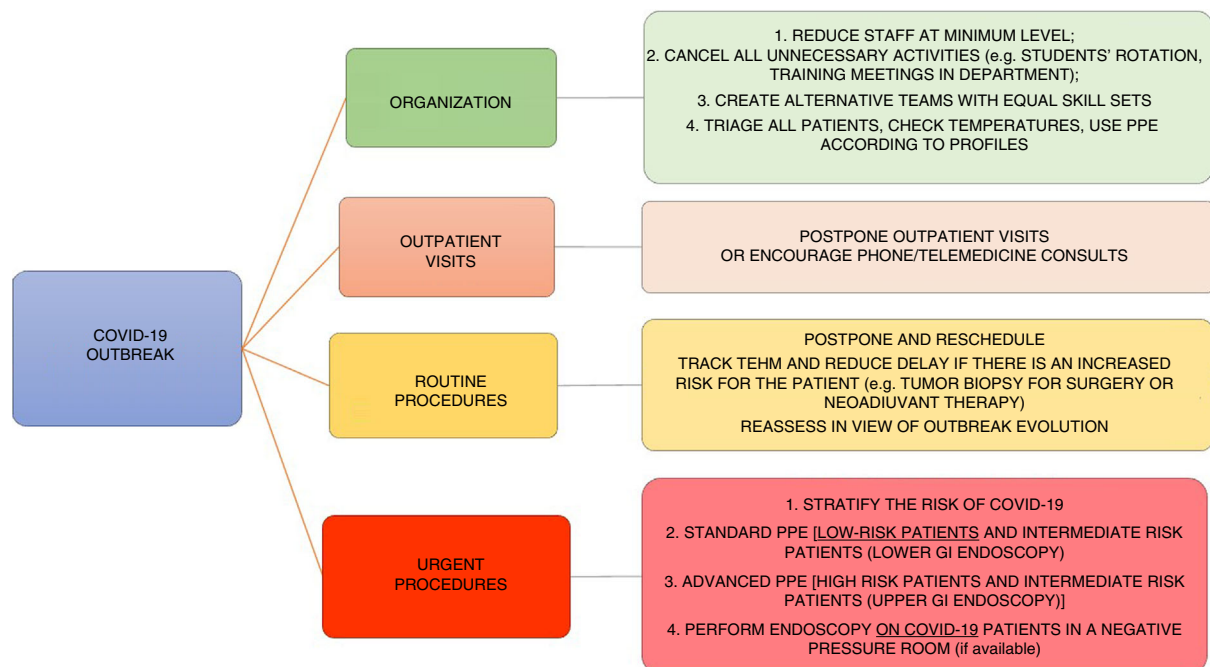 COVID-19
OUTBREAK
ORGANIZATION
1. REDUCE STAFF AT MINIMUM LEVEL;
2. CANCEL ALL UNNECESSARY ACTIVITIES (e.g. STUDENTS' ROTATION,
TRAINING MEETINGS IN DEPARTMENT);
3. CREATE ALTERNATIVE TEAMS WITH EQUAL SKILL SETS
4. TRIAGE ALL PATIENTS, CHECK TEMPERATURES, USE PPE
ACCORDING TO PROFILES
OUTPATIENT
VISITS
POSTPONE OUTPATIENT VISITS
OR ENCOURAGE PHONE/TELEMEDICINE CONSULTS
ROUTINE
PROCEDURES
POSTPONE AND RESCHEDULE
TRACK TEHM AND REDUCE DELAY IF THERE IS AN INCREASED
RISK FOR THE PATIENT (e.g. TUMOR BIOPSY FOR SURGERY OR
NEOADIUVANT THERAPY)
REASSESS IN VIEW OF OUTBREAK EVOLUTION
URGENT
PROCEDURES
1. STRATIFY THE RISK OF COVID-19
2. STANDARD PPE [LOW-RISK PATIENTS AND INTERMEDIATE RISK
PATIENTS (LOWER GI ENDOSCOPY)
3. ADVANCED PPE [HIGH RISK PATIENTS AND INTERMEDIATE RISK
PATIENTS (UPPER GI ENDOSCOPY)]
4. PERFORM ENDOSCOPY ON COVID-19 PATIENTS IN A NEGATIVE
PRESSURE ROOM (if available)